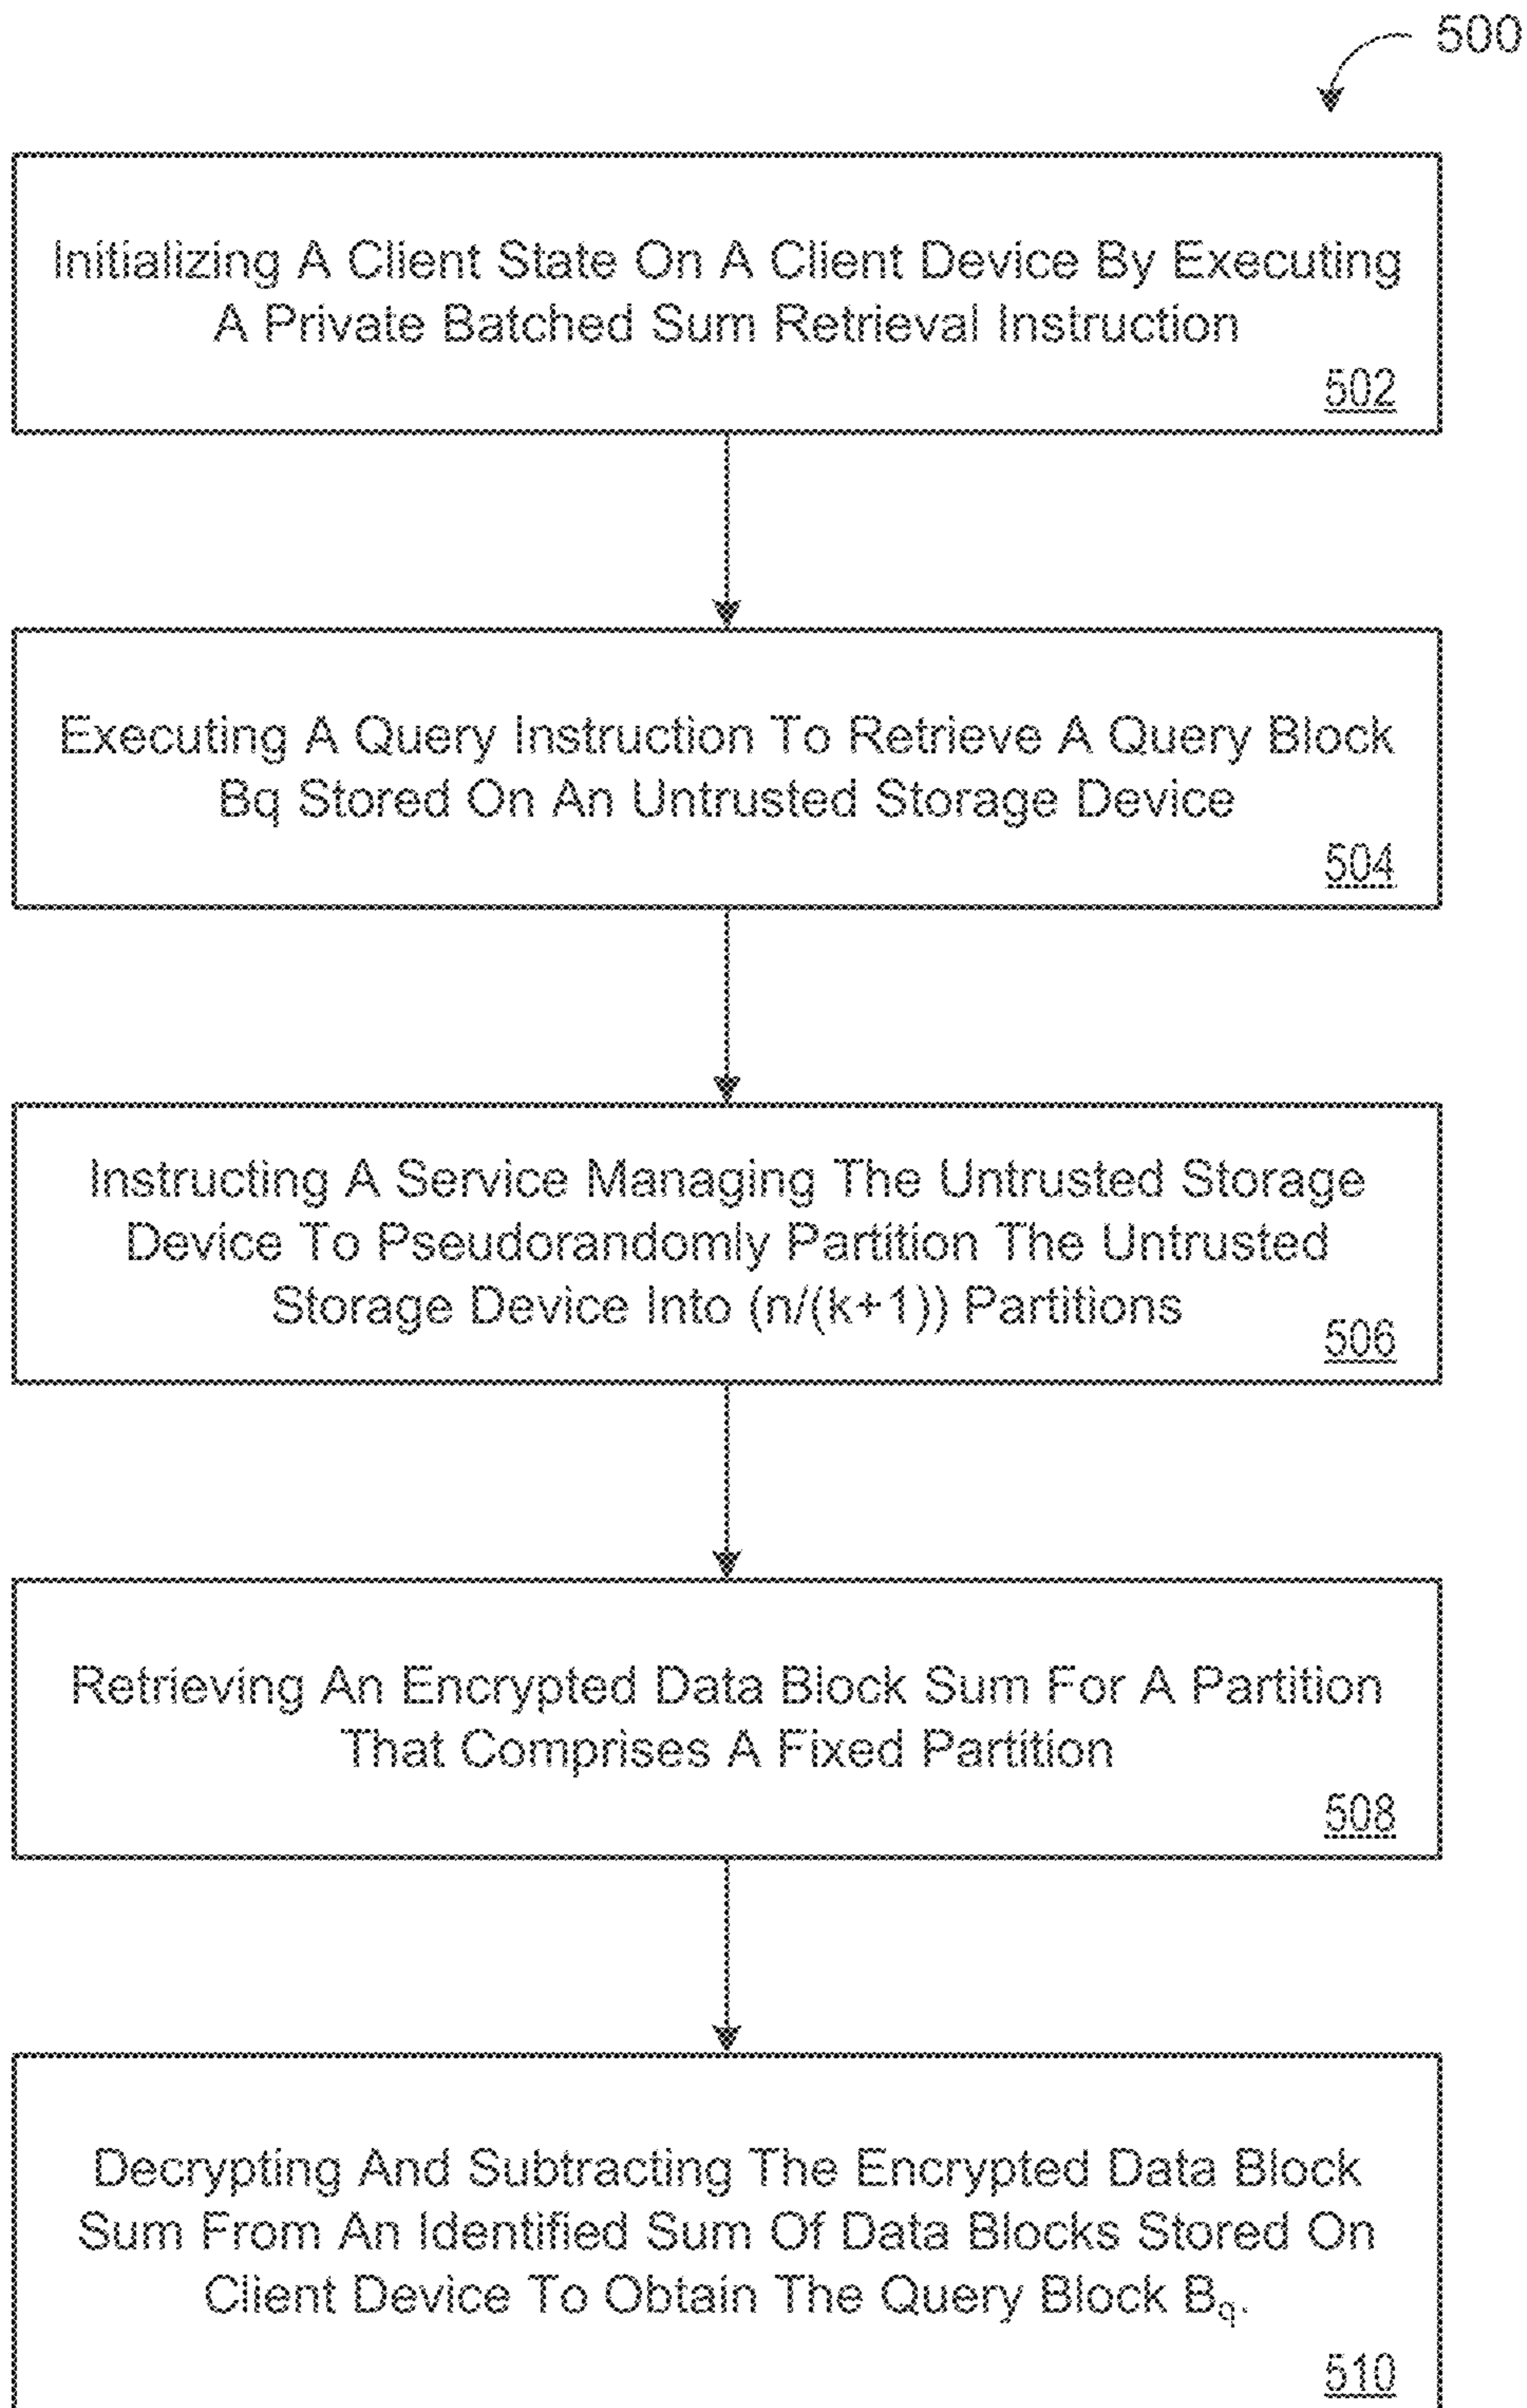 500
Initializing A Client State On A Client Device By Executing
A Private Batched Sum Retrieval Instruction
502
Executing A Query Instruction To Retrieve A Query Block
Bq Stored On An Untrusted Storage Device
504
Instructing A Service Managing The Untrusted Storage
Device To Pseudorandomly Partition The Untrusted
Storage Device Into (n/(k+1)) Partitions
506
Retrieving An Encrypted Data Block Sum For A Partition
That Comprises A Fixed Partition
508
Decrypting And Subtracting The Encrypted Data Block
Sum From An Identified Sum Of Data Blocks Stored On
Client Device To Obtain The Query Block Bq.
510